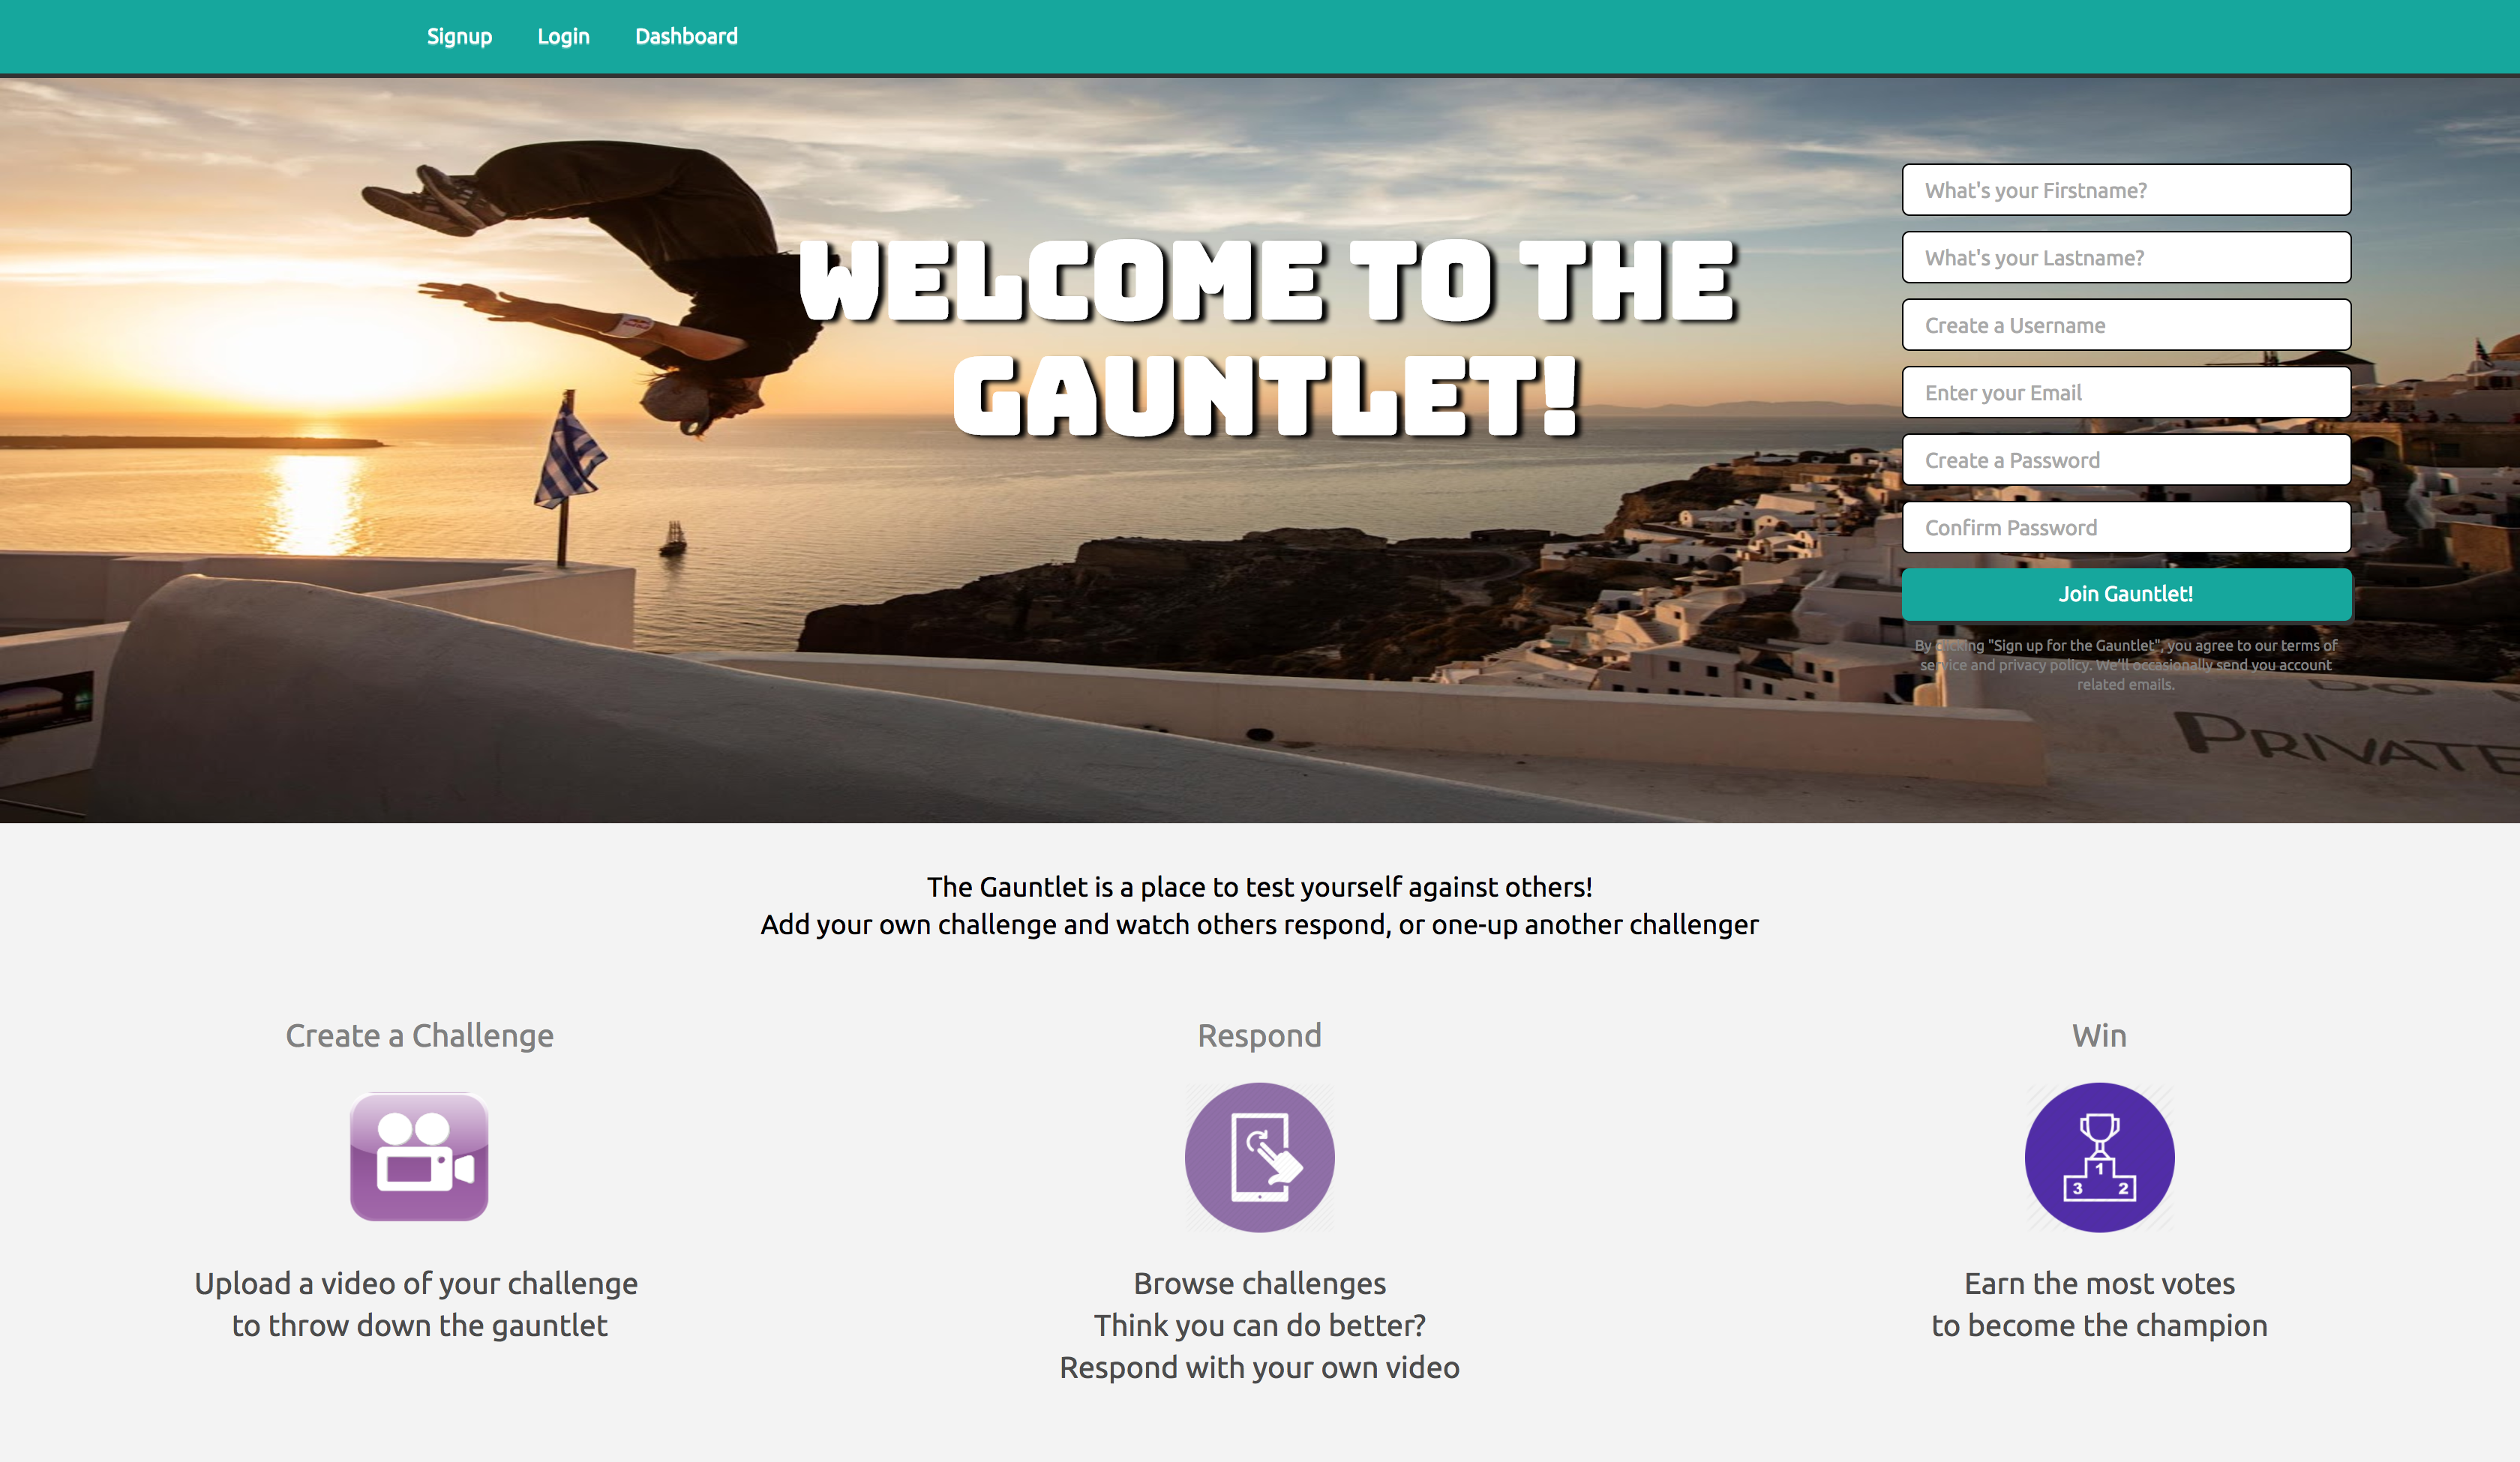 Signup Login Dashboard
WELCOME TO THE
GAUNTLET!
What's your Firstname?
What's your Lastname?
Create a Username
Enter your Email
Create a Password
Confirm Password
Join Gauntlet!
By clicking "Sign up for the Gauntlet", you agree to our terms of
service and privacy policy. We'll occasionally send you account
related emails.
PRIVATE
The Gauntlet is a place to test yourself against others!
Add your own challenge and watch others respond, or one-up another challenger
Create a Challenge
Upload a video of your challenge
to throw down the gauntlet
Respond
Browse challenges
Think you can do better?
Respond with your own video
Win
1
3 2
Earn the most votes
to become the champion